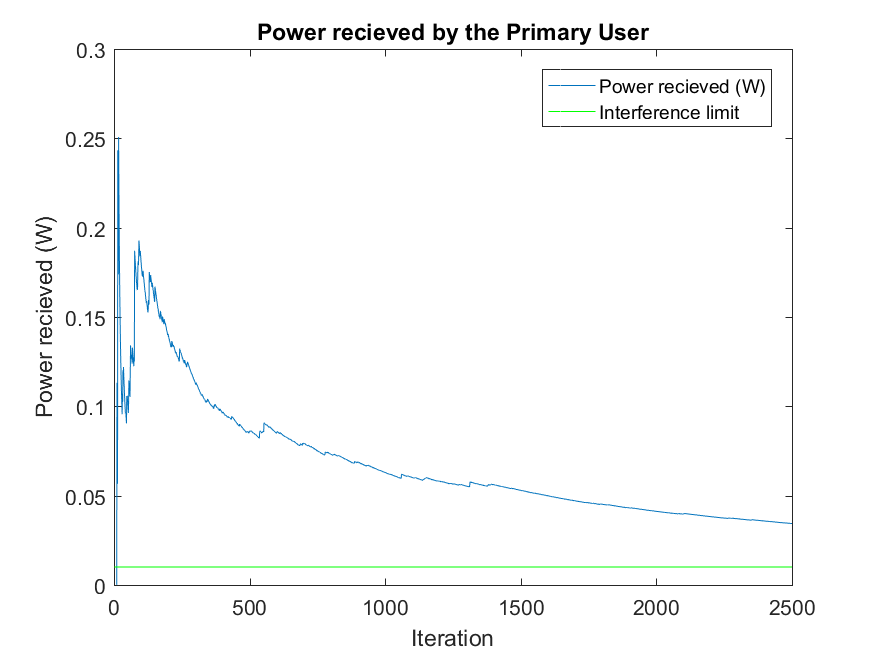 Power recieved by the Primary User
Power recieved (W)
Interference limit
0.3
0.25
0.2
0.15
0.1
0.05
0
Power recieved (W)
0
500
1000
1500
2000
2500
Iteration